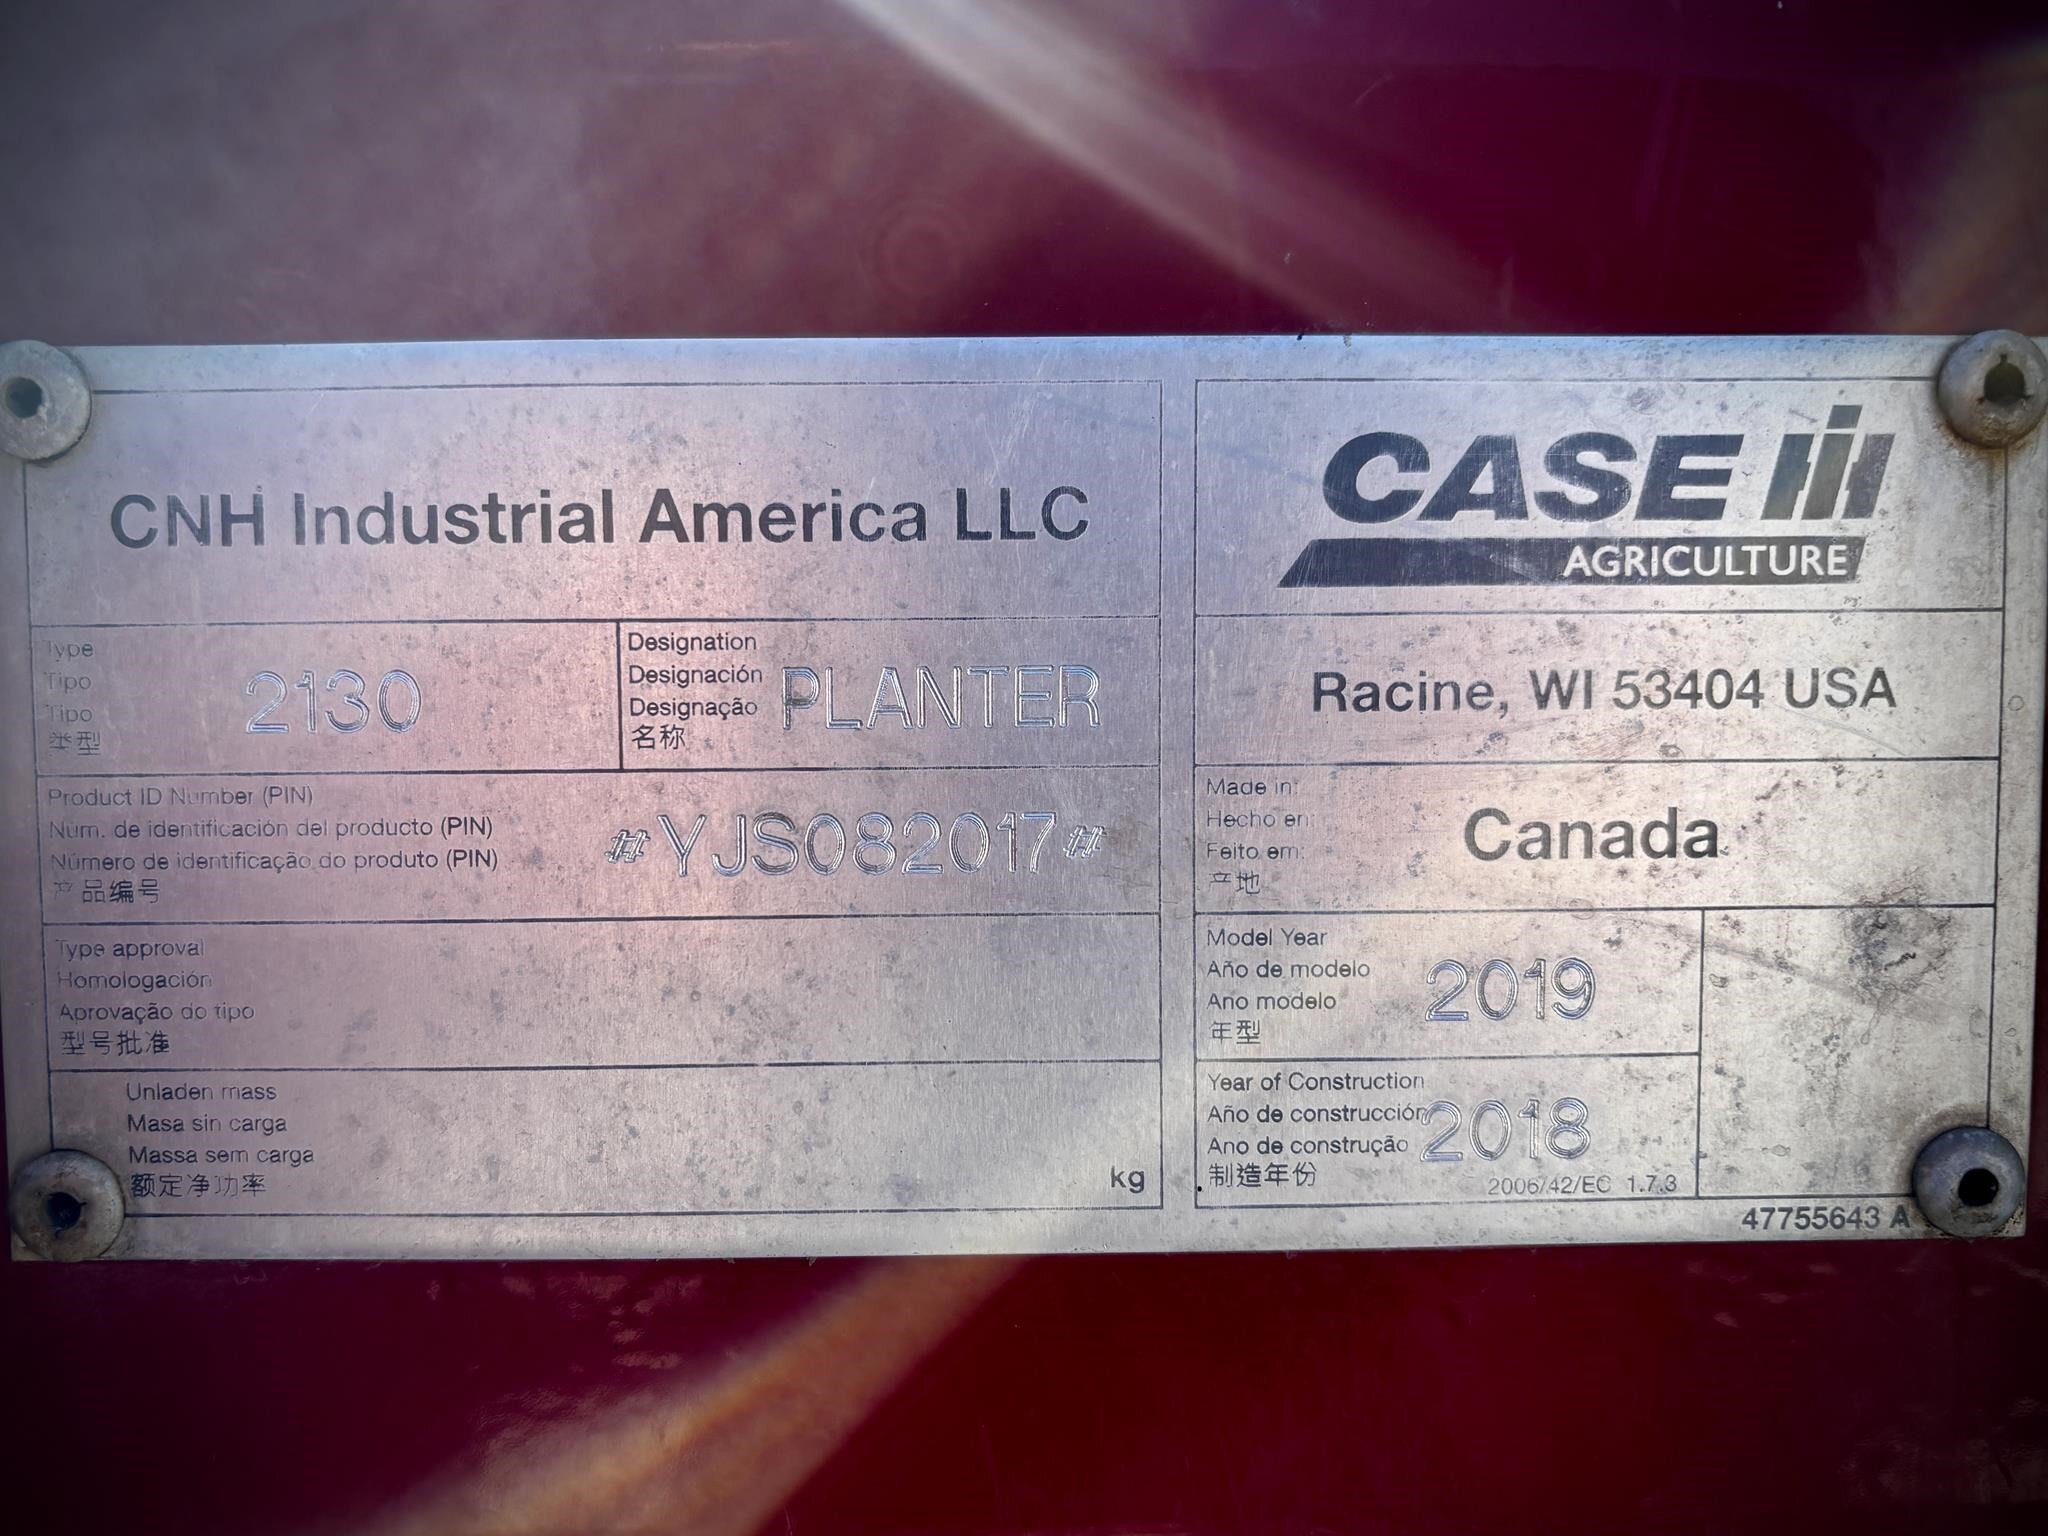 CNH Industrial America LLC
Type
Tipo
Tipo
类型
2130
Designation
Designación
Designação
名称
PLANTER
Product ID Number (PIN)
Núm. de identificación del producto (PIN)
Número de identificação do produto (PIN)
产品编号
#YJS082017#
Type approval
Homologación
Aprovação do tipo
型号批准
Unladen mass
Masa sin carga
Massa sem carga
额定净功率
kg
CASE IH
AGRICULTURE
Racine, WI 53404 USA
Made in:
Hecho en:
Feito em:
产地
Canada
Model Year
Año de modelo
Ano modelo
年型
2019
Year of Construction
Año de construcción
Ano de construção
制造年份
2018
2006/42/EC 1.7.3
47755643 A